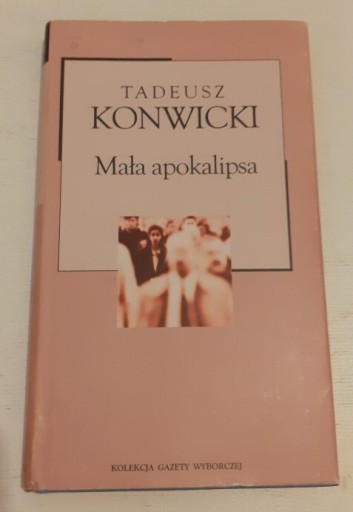 TADEUSZ
KONWICKI
Mała apokalipsa
KOLEKCJA GAZETY WYBORCZEJ